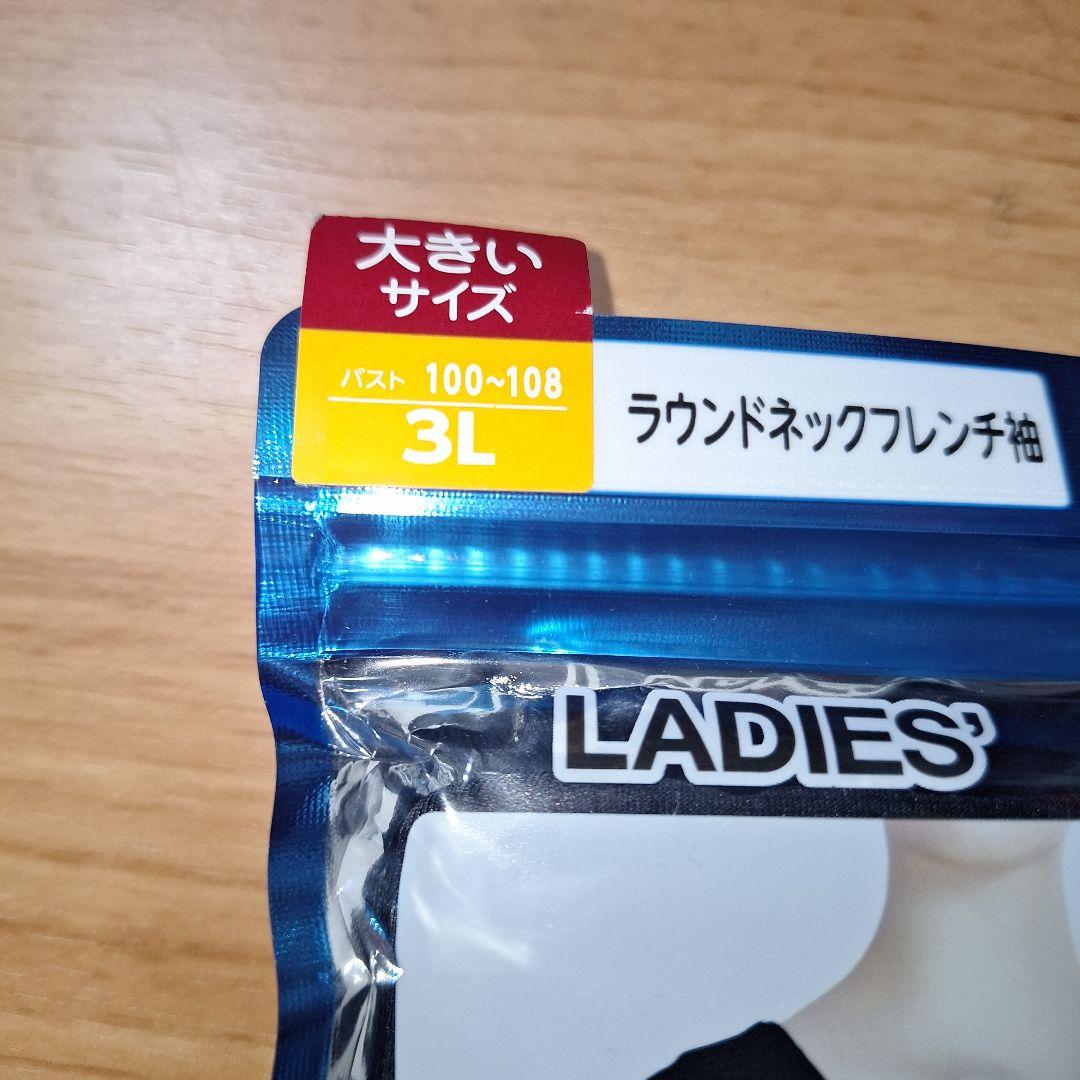 大きい
サイズ
バスト 100~108
3L
ラウンドネックフレンチ袖
LADIES'